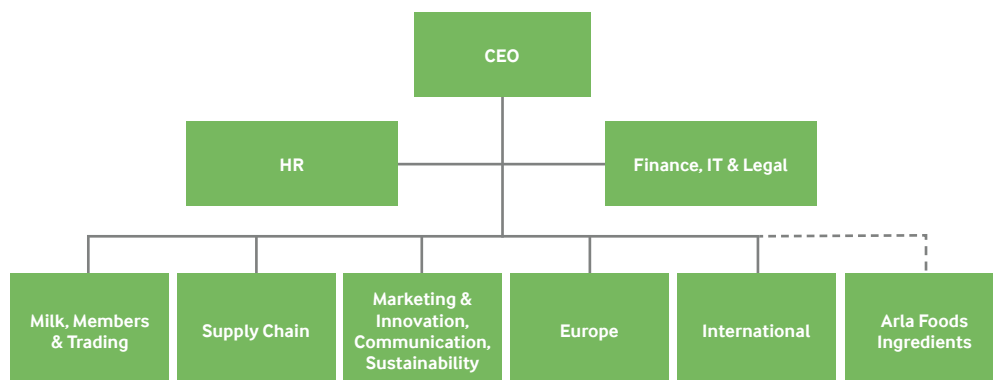 CEO
HR
Finance, IT & Legal
Milk, Members
& Trading
Supply Chain
Marketing &
Innovation,
Communication,
Sustainability
Europe
International
Arla Foods
Ingredients